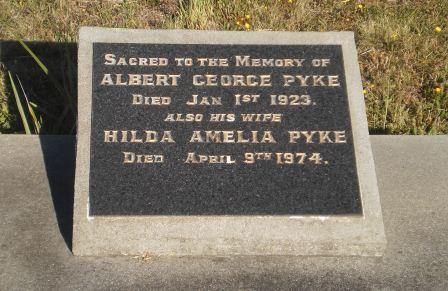 Sacred to the Memory of
ALBERT GEORGE PYKE
Died Jan 1st 1923.
ALSO HIS WIFE
HILDA AMELIA PYKE
Died April 9th 1974.